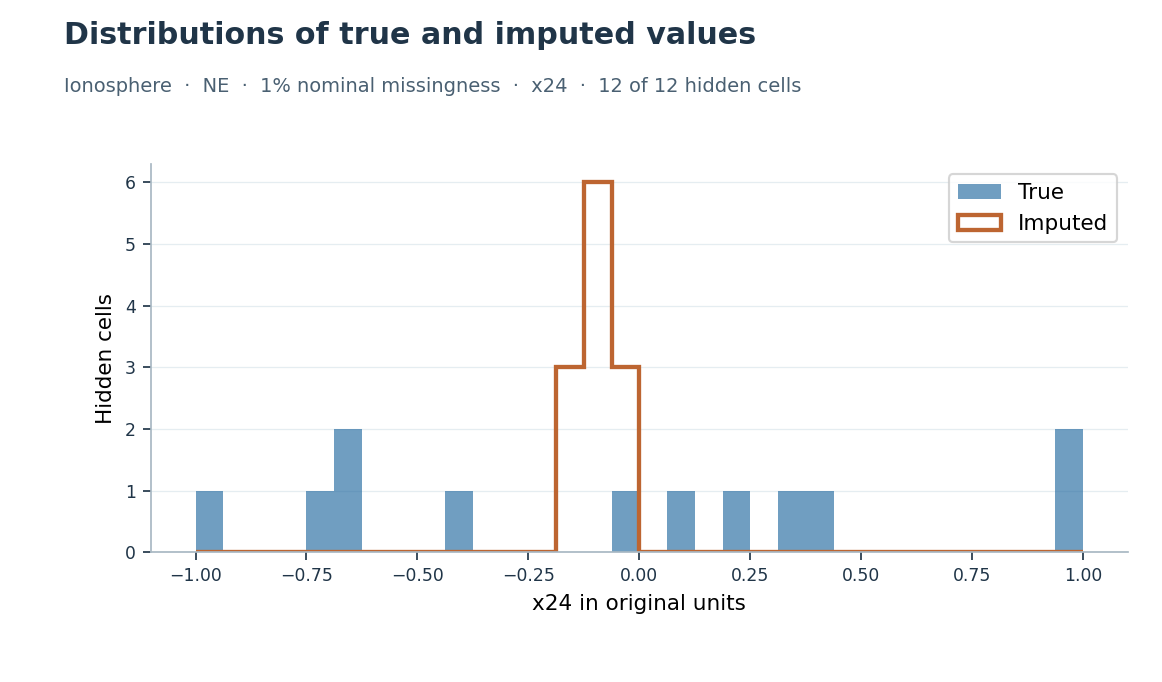 Distributions of true and imputed values
Ionosphere · NE · 1% nominal missingness · x24 · 12 of 12 hidden cells
True
Imputed
Hidden cells
6
5
4
3
2
1
0
−1.00 −0.75 −0.50 −0.25 0.00 0.25 0.50 0.75 1.00
x24 in original units